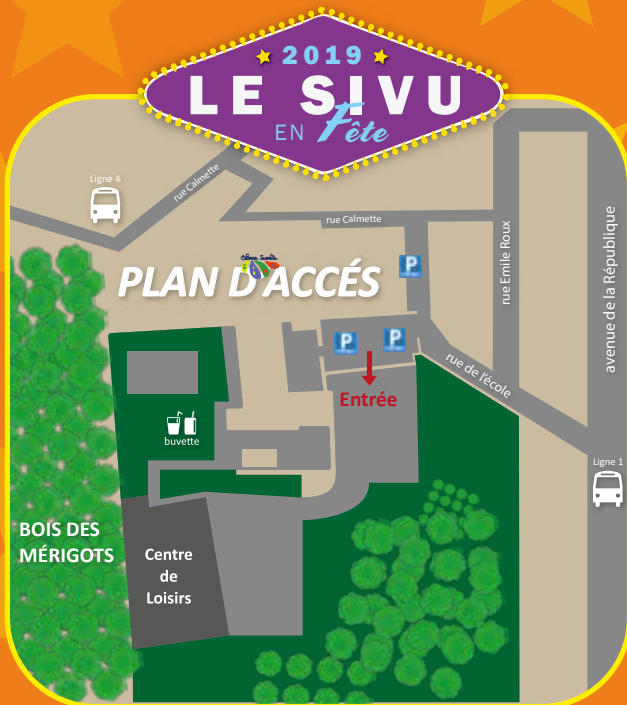 2019
LE SIVU
EN Fête
Ligne 4
rue Calmette
rue Calmette
rue Emile Roux
avenue de la République
PLAN D'ACCÉS
P
P
P
rue de l'école
Entrée
buvette
Ligne 1
BOIS DES
MÉRIGOTS
Centre
de
Loisirs